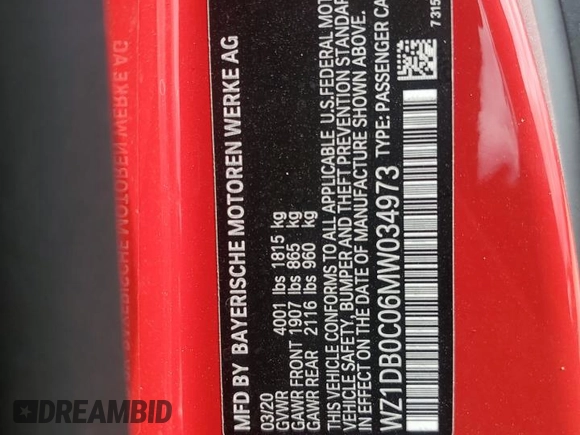 MFD BY BAYERISCHE MOTOREN WERKE AG
03/20
GVWR 4001 lbs 1815 kg
GAWR FRONT 1907 lbs 865 kg
GAWR REAR 2116 lbs 960 kg
THIS VEHICLE CONFORMS TO ALL APPLICABLE U.S. FEDERAL MOT
VEHICLE SAFETY, BUMPER AND THEFT PREVENTION STANDAR
IN EFFECT ON THE DATE OF MANUFACTURE SHOWN ABOVE.
WZ1DB0C06MW034973 TYPE: PASSENGER CA
7315
DREAMBID